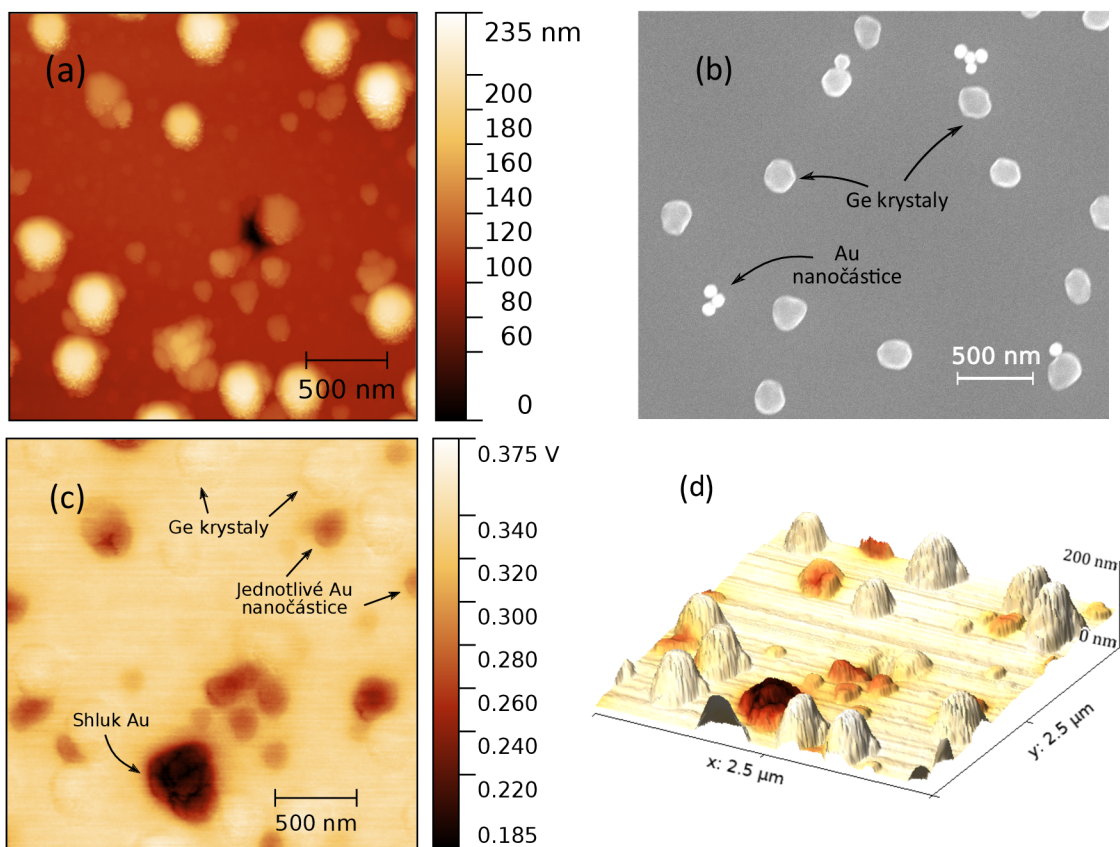 (a)
235 nm
200
180
160
140
120
100
80
60
0
500 nm
(b)
Ge krystaly
Au
nanočástice
500 nm
(c)
Ge krystaly
Jednotlivé Au
nanočástice
Shluk Au
500 nm
0.375 V
0.340
0.320
0.300
0.280
0.260
0.240
0.220
0.185
(d)
200 nm
0 nm
x: 2.5 µm
y: 2.5 µm